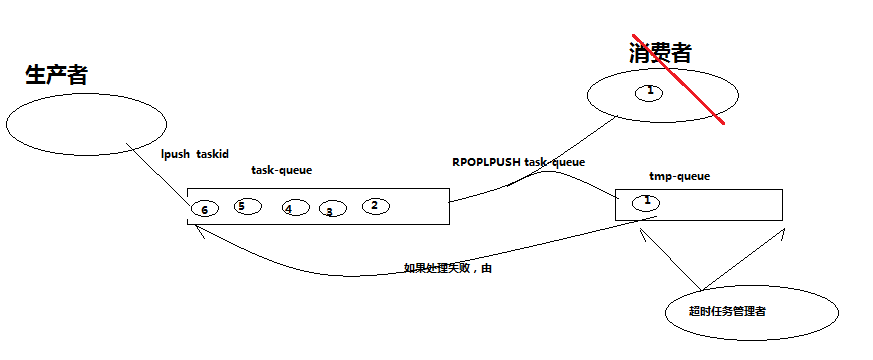 消费者
生产者
1
lpush taskid
task-queue
RPOPLPUSH task-queue
tmp-queue
6
5
4
3
2
1
如果处理失败，由
超时任务管理者